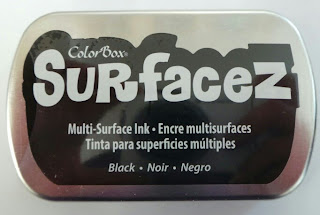 ColorBox®
SURfaceZ
Multi-Surface Ink • Encre multisurfaces
Tinta para superficies múltiples
Black • Noir • Negro